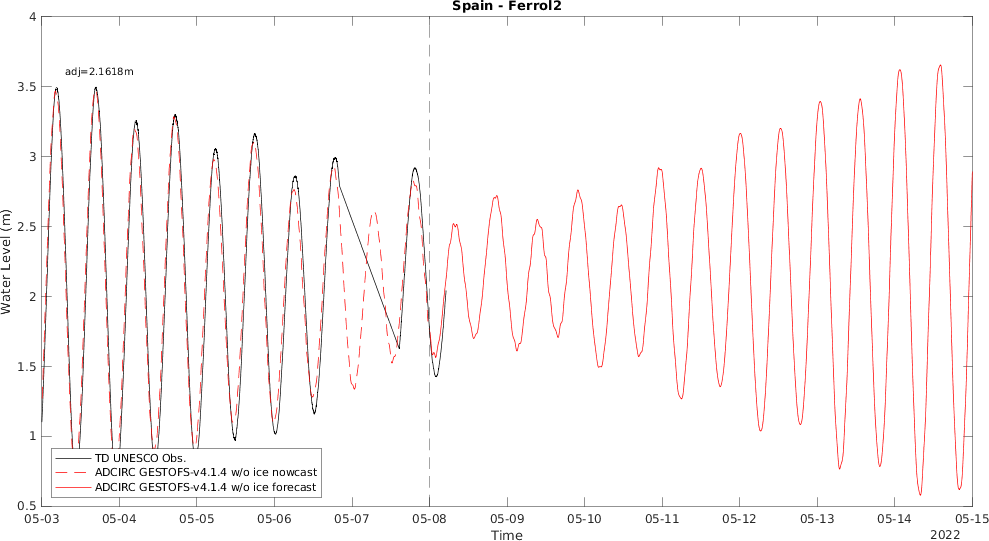 Spain - Ferrol2
adj=2.1618m
4
3.5
3
2.5
2
1.5
1
0.5
Water Level (m)
TD UNESCO Obs.
ADCIRC GESTOFS-v4.1.4 w/o ice nowcast
ADCIRC GESTOFS-v4.1.4 w/o ice forecast
05-03 05-04 05-05 05-06 05-07 05-08 05-09 05-10 05-11 05-12 05-13 05-14 05-15
Time
2022